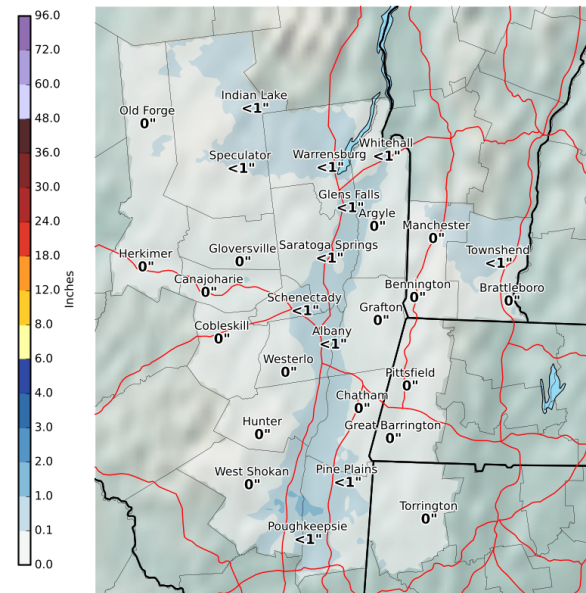 96.0
72.0
60.0
48.0
36.0
30.0
24.0
18.0
12.0
8.0
6.0
4.0
3.0
2.0
1.0
0.1
0.0
Inches
Indian Lake
<1"
Old Forge
0"
Whitehall
<1"
Speculator
<1"
Warrensburg
<1"
Glens Falls
<1"
Argyle
0"
Manchester
0"
Herkimer
0"
Gloversville
0"
Saratoga Springs
<1"
Townshend
<1"
Canajoharie
0"
Schenectady
<1"
Bennington
0"
Brattleboro
0"
Grafton
0"
Cobleskill
0"
Albany
<1"
Westerlo
0"
Pittsfield
0"
Chatham
0"
Hunter
0"
Great Barrington
0"
West Shokan
0"
Pine Plains
<1"
Torrington
0"
Poughkeepsie
<1"